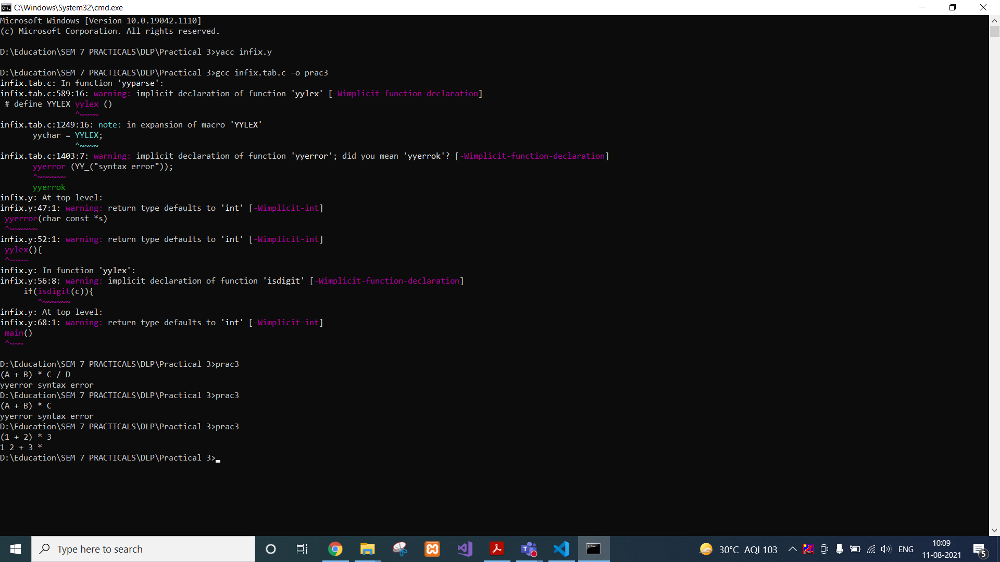 C:\Windows\System32\cmd.exe
Microsoft Windows [Version 10.0.19042.1110]
(c) Microsoft Corporation. All rights reserved.
D:\Education\SEM 7 PRACTICALS\DLP\Practical 3>yacc infix.y
D:\Education\SEM 7 PRACTICALS\DLP\Practical 3>gcc infix.tab.c -o prac3
infix.tab.c: In function 'yyparse':
infix.tab.c:589:16: warning: implicit declaration of function 'yylex' [-Wimplicit-function-declaration]
# define YYLEX yylex ()
^~~~~
infix.tab.c:1249:16: note: in expansion of macro 'YYLEX'
yychar = YYLEX;
^~~~~
infix.tab.c:1403:7: warning: implicit declaration of function 'yyerror'; did you mean 'yyerrok'? [-Wimplicit-function-declaration]
yyerror (YY_("syntax error"));
^~~~~~~
yyerrok
infix.y: At top level:
infix.y:47:1: warning: return type defaults to 'int' [-Wimplicit-int]
yyerror(char const *s)
^~~~~~~
infix.y:52:1: warning: return type defaults to 'int' [-Wimplicit-int]
yylex(){
^~~~~
infix.y: In function 'yylex':
infix.y:56:8: warning: implicit declaration of function 'isdigit' [-Wimplicit-function-declaration]
if(isdigit(c)){
^~~~~~~
infix.y: At top level:
infix.y:68:1: warning: return type defaults to 'int' [-Wimplicit-int]
main()
^~~~
D:\Education\SEM 7 PRACTICALS\DLP\Practical 3>prac3
(A + B) * C / D
yyerror syntax error
D:\Education\SEM 7 PRACTICALS\DLP\Practical 3>prac3
(A + B) * C
yyerror syntax error
D:\Education\SEM 7 PRACTICALS\DLP\Practical 3>prac3
(1 + 2) * 3
1 2 + 3 *
D:\Education\SEM 7 PRACTICALS\DLP\Practical 3>
Type here to search
30°C AQI 103
ENG
10:09
11-08-2021
5